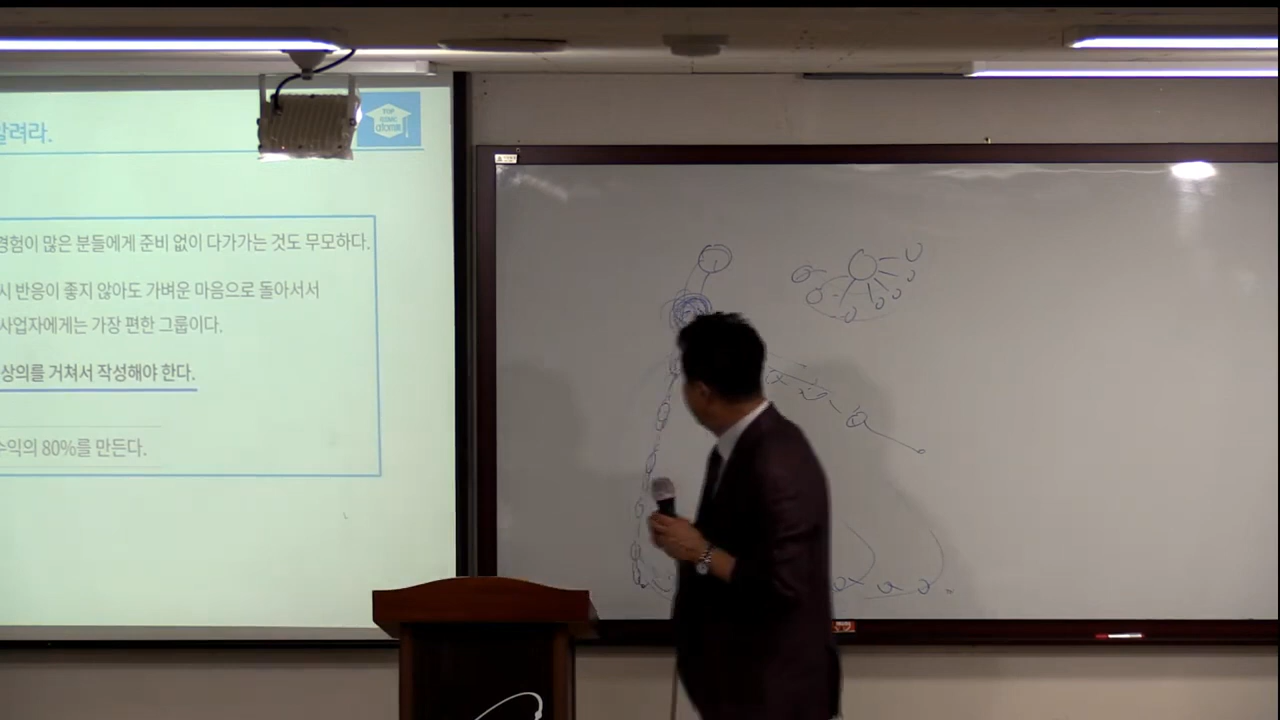 알려라.
TOP
atomi
경험이 많은 분들에게 준비 없이 다가가는 것도 무모하다.
시 반응이 좋지 않아도 가벼운 마음으로 돌아서서
사업자에게는 가장 편한 그룹이다.
상의를 거쳐서 작성해야 한다.
수익의 80%를 만든다.